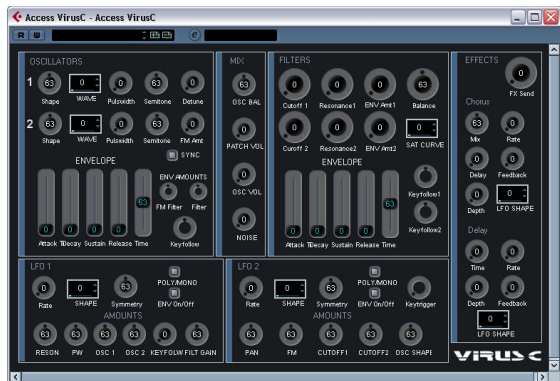 Access VirusC - Access VirusC
R W e
OSCILLATORS
1 63 0 0 63 0
Shape WAVE Pulswidth Semitone Detune
2 63 0 0 63 63
Shape WAVE Pulswidth Semitone FM Amt
SYNC
ENVELOPE
ENV AMOUNTS
FM Filter Filter
Keyfollow
0 0 0 0 63
Attack Decay Sustain Release Time
MIX
63
OSC BAL
0
PATCH VOL
0
OSC VOL
0
NOISE
FILTERS
0 0 0 63
Cutoff 1 Resonance1 ENV Amt1 Balance
0 0 0 0
Curoff 2 Resonance2 ENV Amt2 SAT CURVE
ENVELOPE
Keyfollow1
Keyfollow2
0 0 0 0 63
Attack Decay Sustain Release Time
EFFECTS
0
FX Send
Chorus
63 0
Mix Rate
0 0
Delay Feedback
0 0
Depth LFO SHAPE
Delay
0 0
Time Rate
0 0
Depth Feedback
0
LFO SHAPE
LFO 1
0 0 63
Rate SHAPE Symmetry
POLY/MONO
ENV On/Off
AMOUNTS
63 63 63 63 0 63
RESON PW OSC 1 OSC 2 KEYFOLW FILT GAIN
LFO 2
0 0 63
Rate SHAPE Symmetry
POLY/MONO
ENV On/Off
Keytrigger
AMOUNTS
63 63 63 63 63
PAN FM CUTOFF1 CUTOFF2 OSC SHAPE
VIRUS C